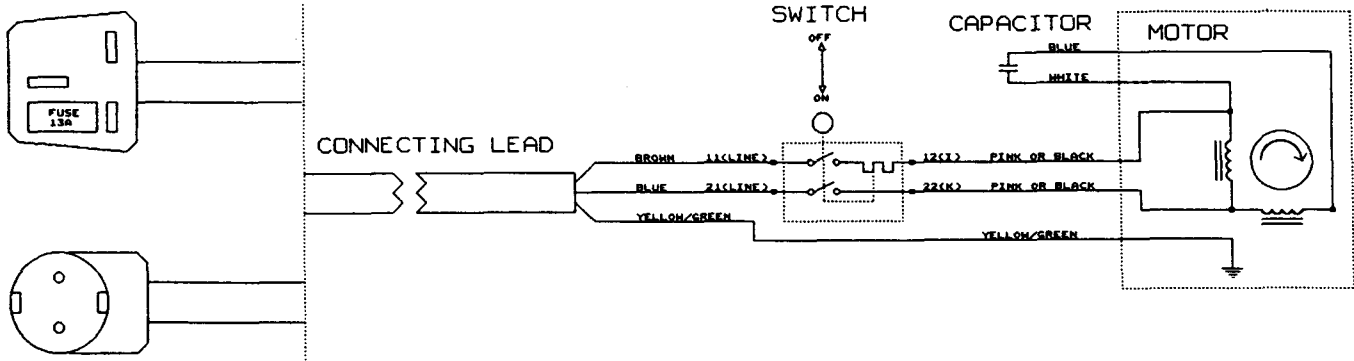 SWITCH
OFF
ON
CAPACITOR
BLUE
WHITE
MOTOR
FUSE
13A
CONNECTING LEAD
BROWN 11(LINE) 12(I) PINK OR BLACK
BLUE 21(LINE) 22(K) PINK OR BLACK
YELLOW/GREEN
YELLOW/GREEN